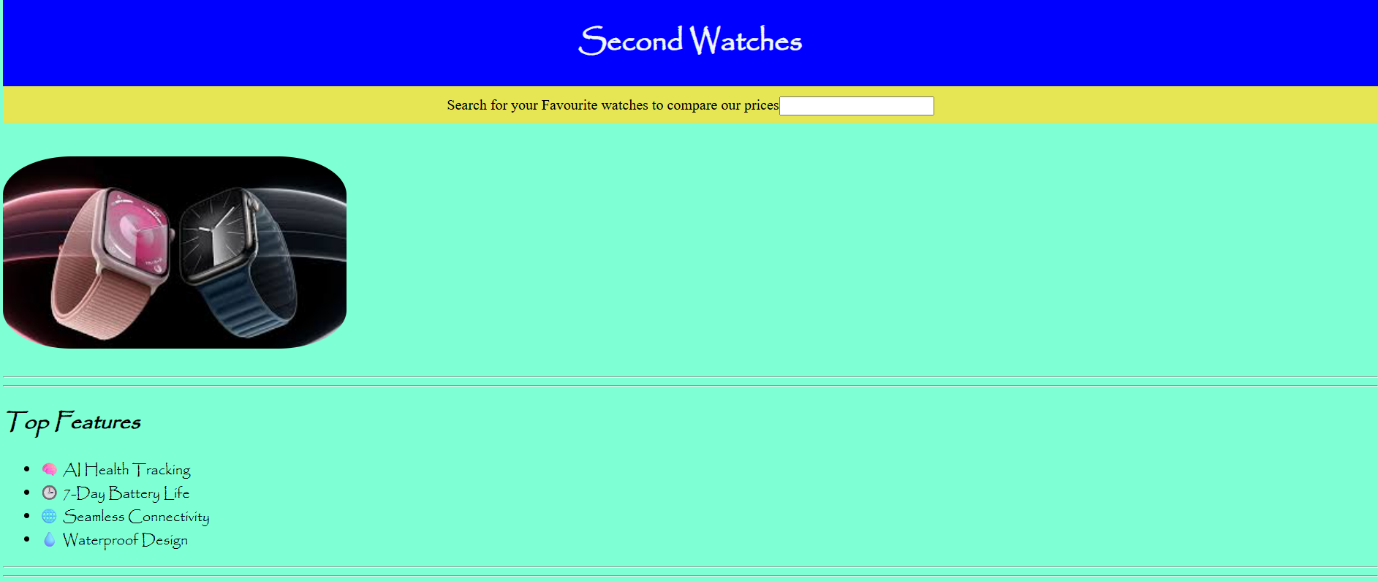 Second Watches
Search for your Favourite watches to compare our prices
Top Features
🧠 AI Health Tracking
🕒 7-Day Battery Life
🌐 Seamless Connectivity
💧 Waterproof Design